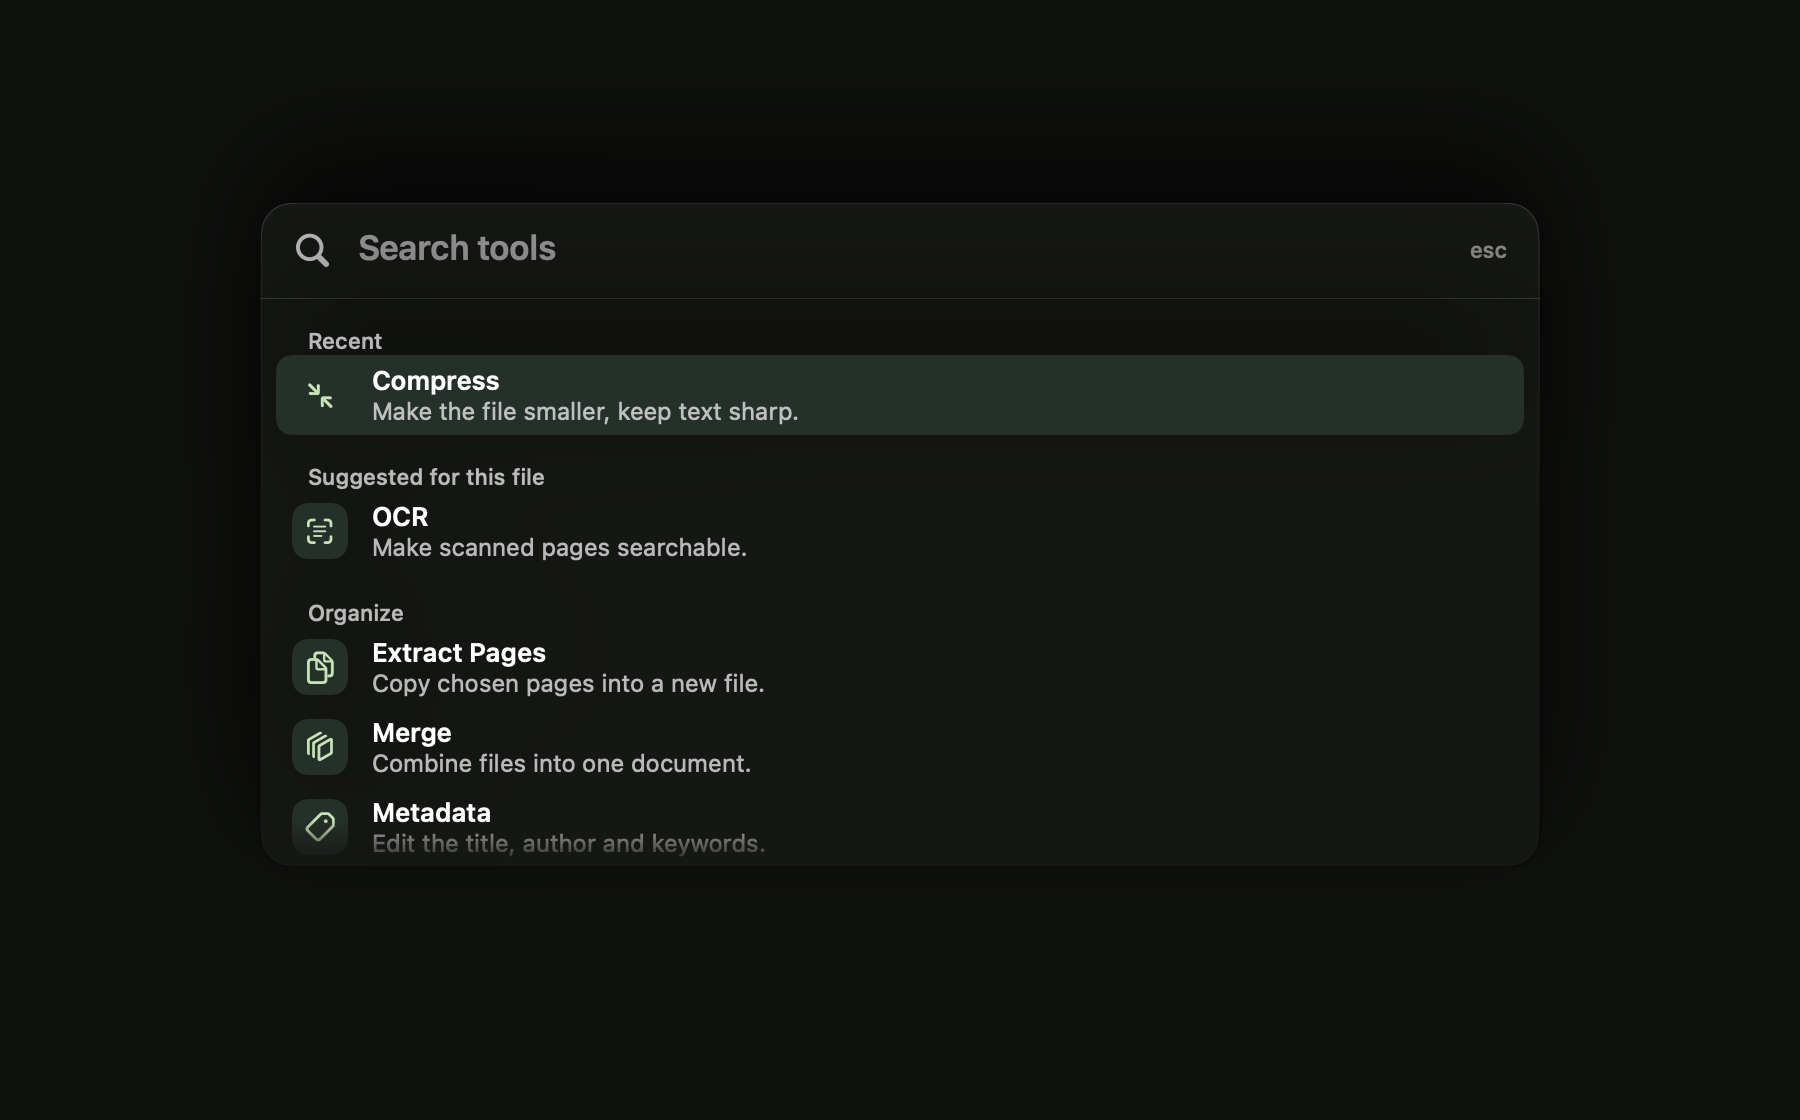 Search tools
esc
Recent
Compress
Make the file smaller, keep text sharp.
Suggested for this file
OCR
Make scanned pages searchable.
Organize
Extract Pages
Copy chosen pages into a new file.
Merge
Combine files into one document.
Metadata
Edit the title, author and keywords.